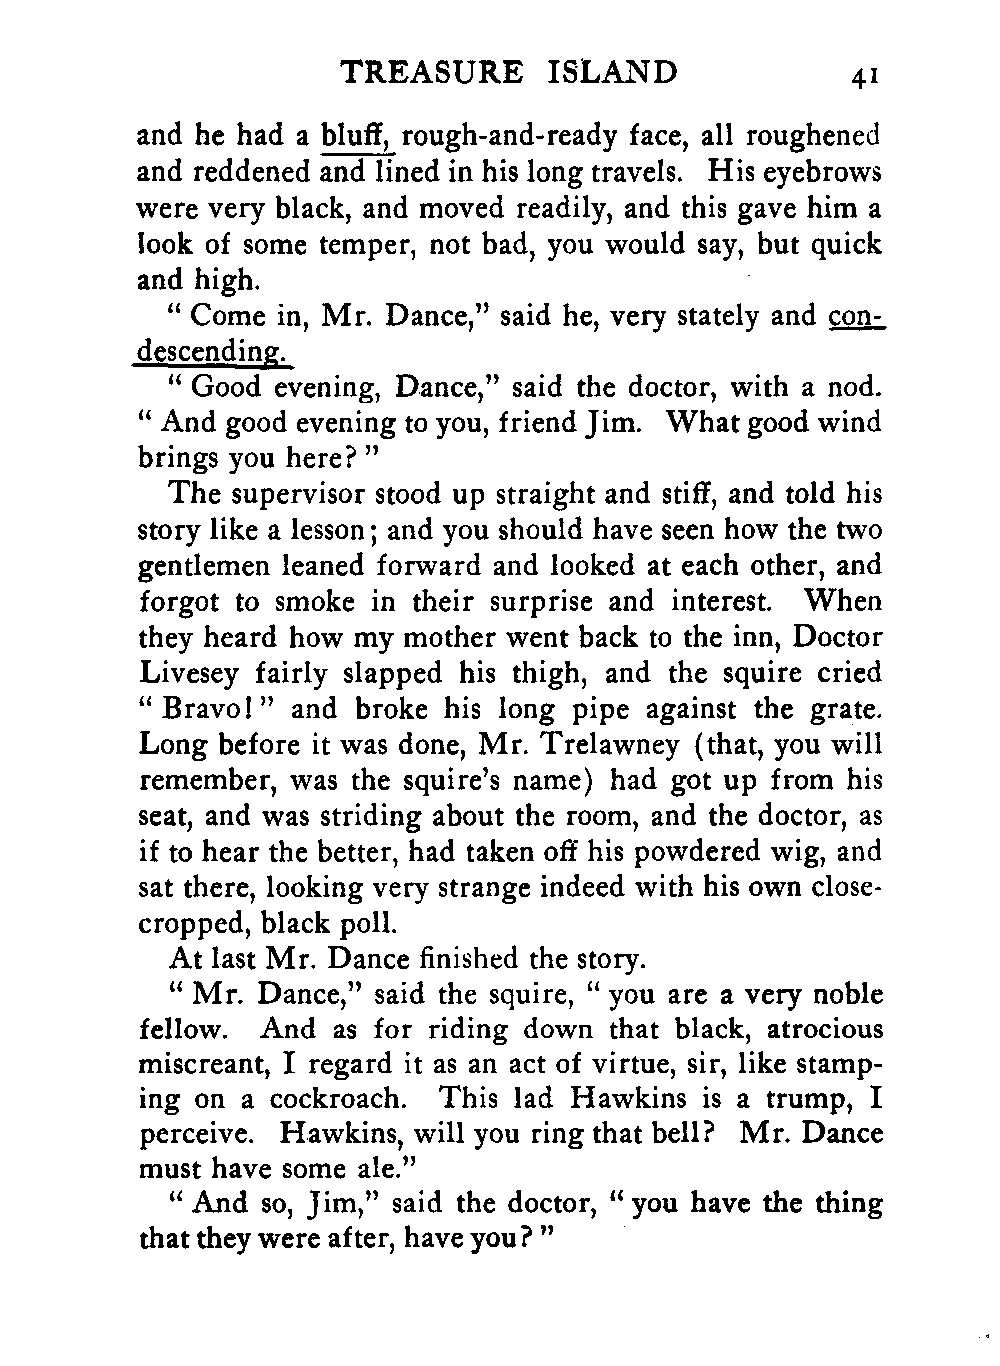 TREASURE ISLAND 41
and he had a bluff, rough-and-ready face, all roughened
and reddened and lined in his long travels. His eyebrows
were very black, and moved readily, and this gave him a
look of some temper, not bad, you would say, but quick
and high.
“ Come in, Mr. Dance,” said he, very stately and con-
descending.
“ Good evening, Dance,” said the doctor, with a nod.
“ And good evening to you, friend Jim. What good wind
brings you here? ”
The supervisor stood up straight and stiff, and told his
story like a lesson; and you should have seen how the two
gentlemen leaned forward and looked at each other, and
forgot to smoke in their surprise and interest. When
they heard how my mother went back to the inn, Doctor
Livesey fairly slapped his thigh, and the squire cried
“ Bravo! ” and broke his long pipe against the grate.
Long before it was done, Mr. Trelawney (that, you will
remember, was the squire’s name) had got up from his
seat, and was striding about the room, and the doctor, as
if to hear the better, had taken off his powdered wig, and
sat there, looking very strange indeed with his own close-
cropped, black poll.
At last Mr. Dance finished the story.
“ Mr. Dance,” said the squire, “ you are a very noble
fellow. And as for riding down that black, atrocious
miscreant, I regard it as an act of virtue, sir, like stamp-
ing on a cockroach. This lad Hawkins is a trump, I
perceive. Hawkins, will you ring that bell? Mr. Dance
must have some ale.”
“ And so, Jim,” said the doctor, “ you have the thing
that they were after, have you? ”